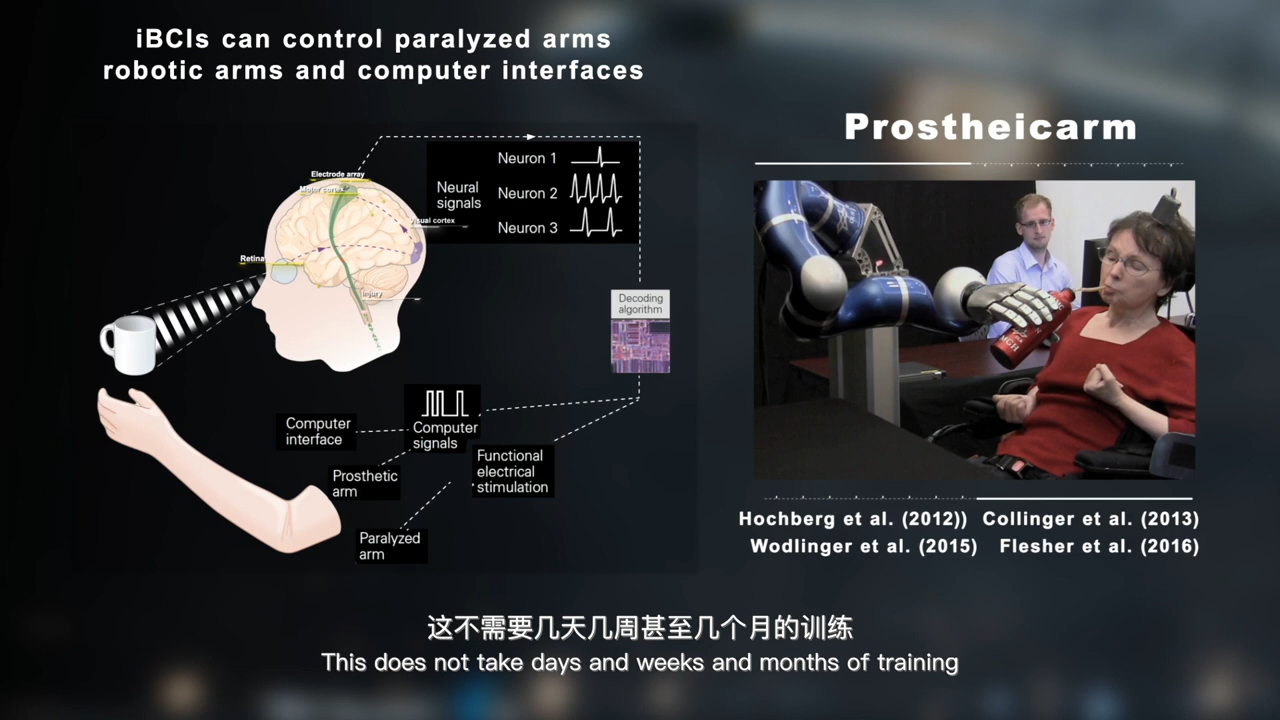 iBCIs can control paralyzed arms
robotic arms and computer interfaces
Prostheicarm
Neuron 1
Neural
signals
Neuron 2
Neuron 3
Electrode array
Motor cortex
Visual cortex
Retina
Injury
Decoding
algorithm
Computer
interface
Computer
signals
Prosthetic
arm
Functional
electrical
stimulation
Paralyzed
arm
MGH
Hochberg et al. (2012)) Collinger et al. (2013)
Wodlinger et al. (2015) Flesher et al. (2016)
这不需要几天几周甚至几个月的训练
This does not take days and weeks and months of training